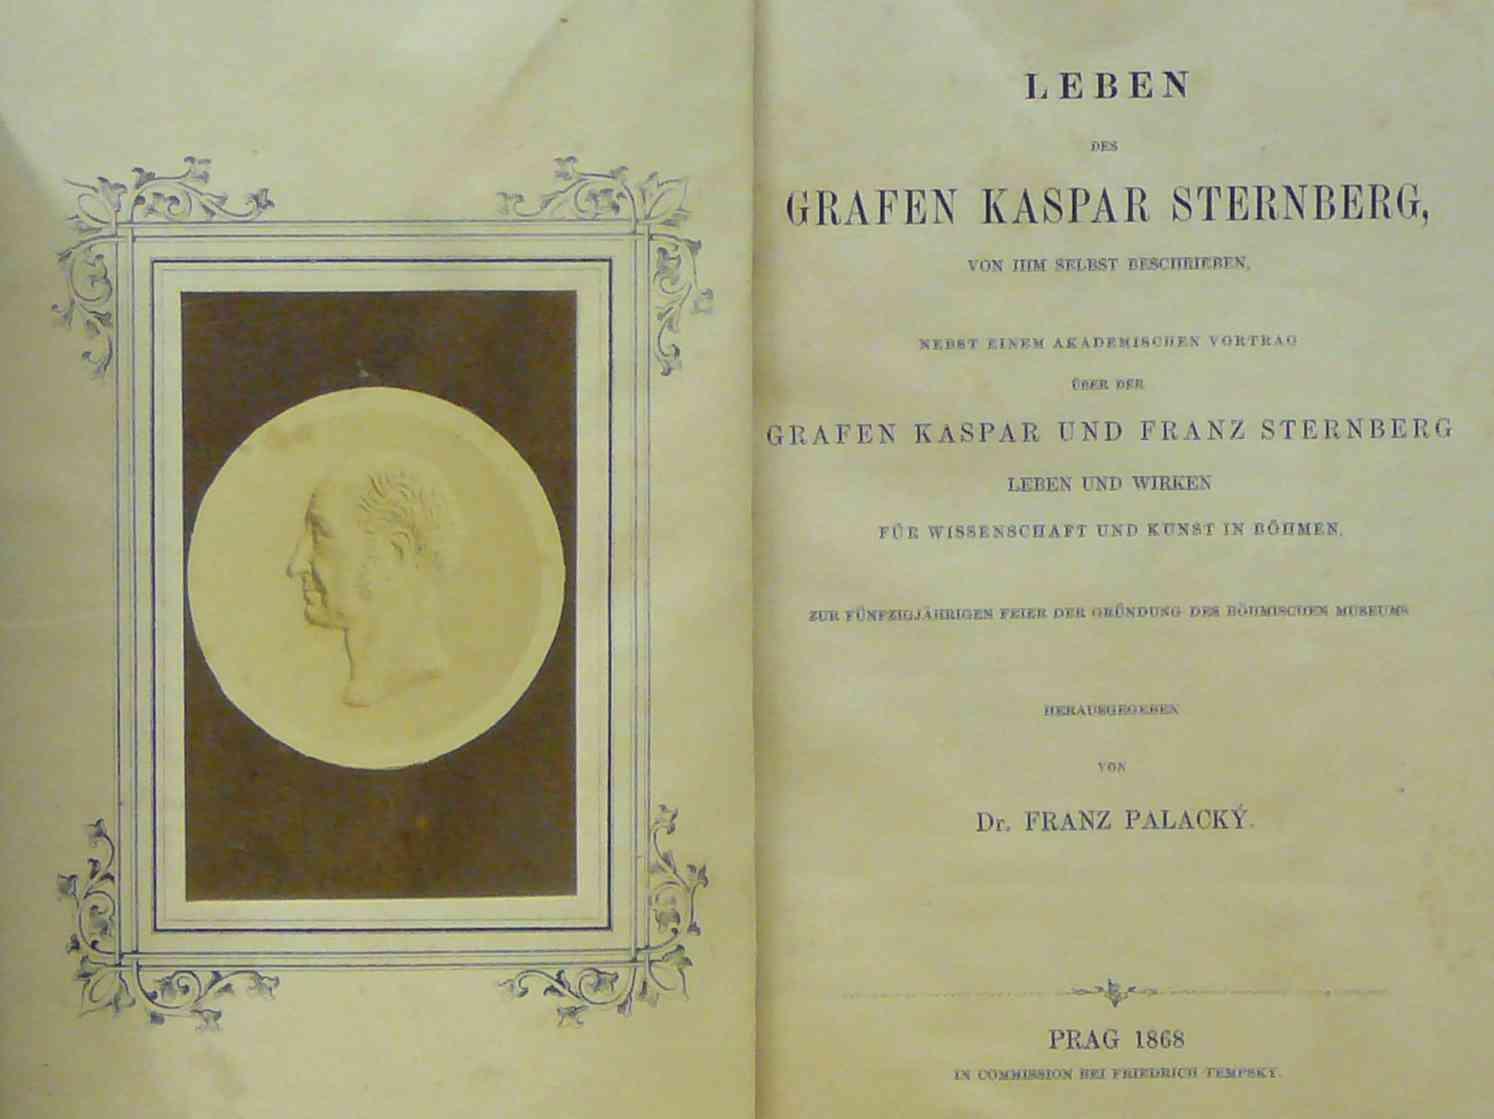 LEBEN
DES
GRAFEN KASPAR STERNBERG,
VON IHM SELBST BESCHRIEBEN,
NEBST EINEM AKADEMISCHEN VORTRAG
ÜBER DER
GRAFEN KASPAR UND FRANZ STERNBERG
LEBEN UND WIRKEN
FÜR WISSENSCHAFT UND KUNST IN BÖHMEN,
ZUR FÜNFZIGJÄHRIGEN FEIER DER GRÜNDUNG DES BÖHMISCHEN MUSEUMS
HERAUSGEGEBEN
VON
Dr. FRANZ PALACKÝ.
PRAG 1868
IN COMMISSION BEI FRIEDRICH TEMPSKY.